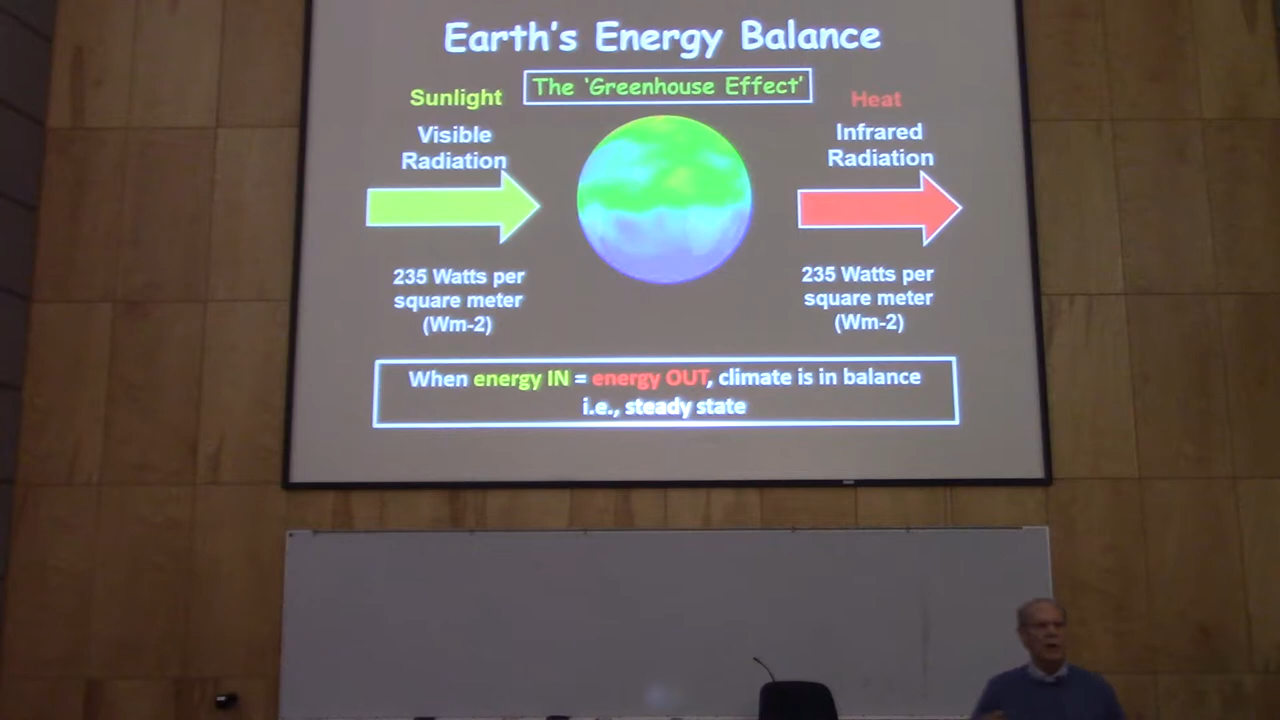 Earth's Energy Balance
The 'Greenhouse Effect'
Sunlight
Visible
Radiation
235 Watts per
square meter
(Wm-2)
Heat
Infrared
Radiation
235 Watts per
square meter
(Wm-2)
When energy IN = energy OUT, climate is in balance
i.e., steady state